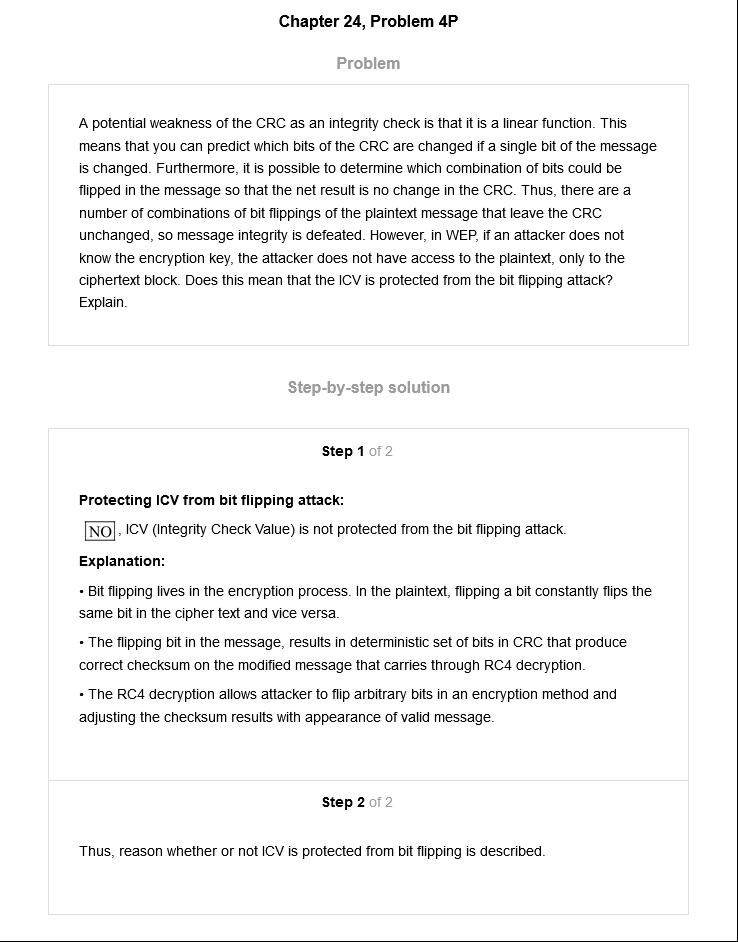 Chapter 24, Problem 4P
Problem
A potential weakness of the CRC as an integrity check is that it is a linear function. This
means that you can predict which bits of the CRC are changed if a single bit of the message
is changed. Furthermore, it is possible to determine which combination of bits could be
flipped in the message so that the net result is no change in the CRC. Thus, there are a
number of combinations of bit flippings of the plaintext message that leave the CRC
unchanged, so message integrity is defeated. However, in WEP, if an attacker does not
know the encryption key, the attacker does not have access to the plaintext, only to the
ciphertext block. Does this mean that the ICV is protected from the bit flipping attack?
Explain.
Step-by-step solution
Step 1 of 2
Protecting ICV from bit flipping attack:
NO , ICV (Integrity Check Value) is not protected from the bit flipping attack.
Explanation:
• Bit flipping lives in the encryption process. In the plaintext, flipping a bit constantly flips the
same bit in the cipher text and vice versa.
• The flipping bit in the message, results in deterministic set of bits in CRC that produce
correct checksum on the modified message that carries through RC4 decryption.
• The RC4 decryption allows attacker to flip arbitrary bits in an encryption method and
adjusting the checksum results with appearance of valid message.
Step 2 of 2
Thus, reason whether or not ICV is protected from bit flipping is described.